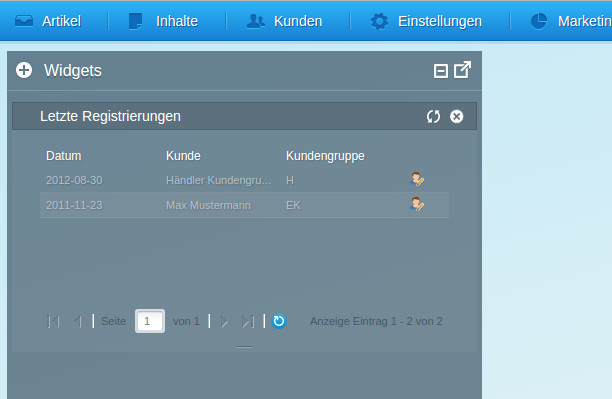 Artikel Inhalte Kunden Einstellungen Marketin
Widgets
Letzte Registrierungen
Datum Kunde Kundengruppe
2012-08-30 Händler Kundengru... H
2011-11-23 Max Mustermann EK
Seite 1 von 1 Anzeige Eintrag 1 - 2 von 2